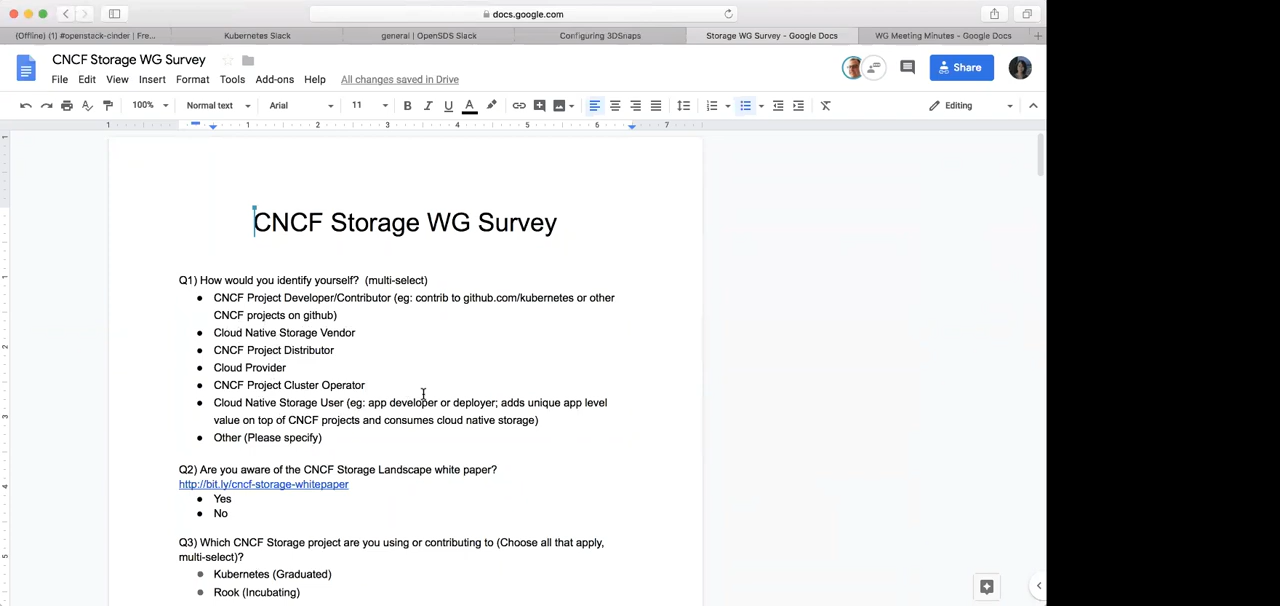 docs.google.com
(Offline) (1) #openstack-cinder | Fre...
Kubernetes Slack
general | OpenSDS Slack
Configuring 3DSnaps
Storage WG Survey - Google Docs
WG Meeting Minutes - Google Docs
CNCF Storage WG Survey
File Edit View Insert Format Tools Add-ons Help All changes saved in Drive
Share
100% Normal text Arial 11 B I U A Editing
1 1 2 3 4 5 6 7
CNCF Storage WG Survey
Q1) How would you identify yourself? (multi-select)
● CNCF Project Developer/Contributor (eg: contrib to github.com/kubernetes or other
CNCF projects on github)
● Cloud Native Storage Vendor
● CNCF Project Distributor
● Cloud Provider
● CNCF Project Cluster Operator
● Cloud Native Storage User (eg: app developer or deployer; adds unique app level
value on top of CNCF projects and consumes cloud native storage)
● Other (Please specify)
Q2) Are you aware of the CNCF Storage Landscape white paper?
http://bit.ly/cncf-storage-whitepaper
● Yes
● No
Q3) Which CNCF Storage project are you using or contributing to (Choose all that apply,
multi-select)?
● Kubernetes (Graduated)
● Rook (Incubating)